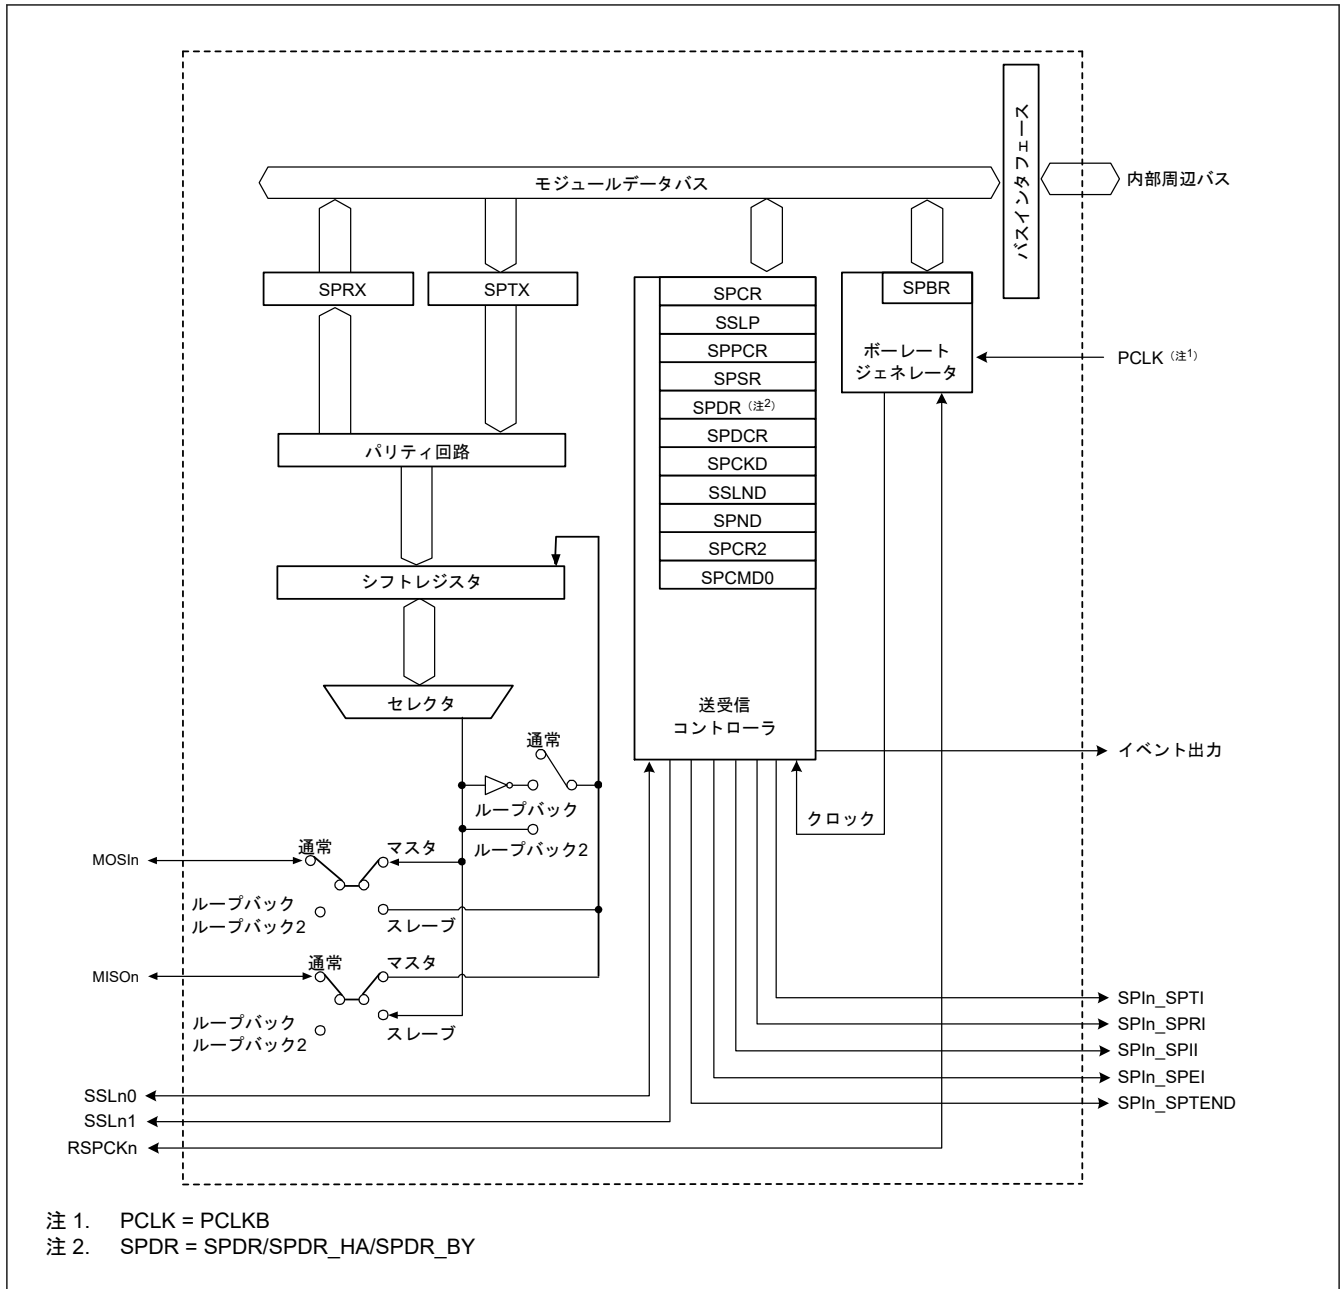 バスインタフェース
モジュールデータバス
内部周辺バス
SPRX
SPTX
SPCR
SSLP
SPPCR
SPSR
SPDR（注2）
SPDCR
SPCKD
SSLND
SPND
SPCR2
SPCMD0
送受信
コントローラ
SPBR
ボーレート
ジェネレータ
PCLK（注1）
パリティ回路
シフトレジスタ
セレクタ
通常
ループバック
ループバック2
クロック
イベント出力
MOSIn
通常
マスタ
ループバック
ループバック2
スレーブ
MISOn
通常
マスタ
ループバック
ループバック2
スレーブ
SSLn0
SSLn1
RSPCKn
SPIn_SPTI
SPIn_SPRI
SPIn_SPII
SPIn_SPEI
SPIn_SPTEND
注 1. PCLK = PCLKB
注 2. SPDR = SPDR/SPDR_HA/SPDR_BY